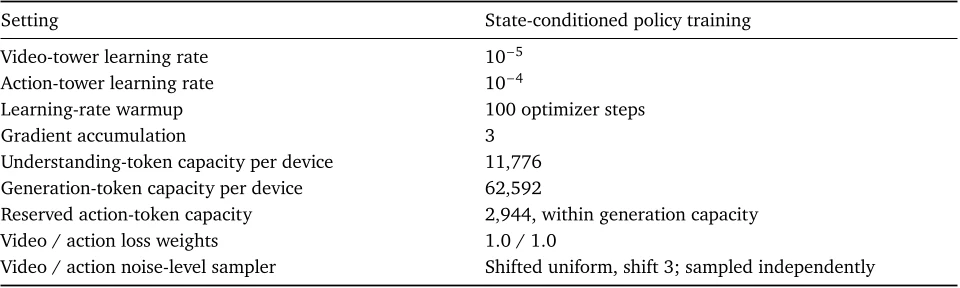 Setting State-conditioned policy training
Video-tower learning rate 10⁻⁵
Action-tower learning rate 10⁻⁴
Learning-rate warmup 100 optimizer steps
Gradient accumulation 3
Understanding-token capacity per device 11,776
Generation-token capacity per device 62,592
Reserved action-token capacity 2,944, within generation capacity
Video / action loss weights 1.0 / 1.0
Video / action noise-level sampler Shifted uniform, shift 3; sampled independently